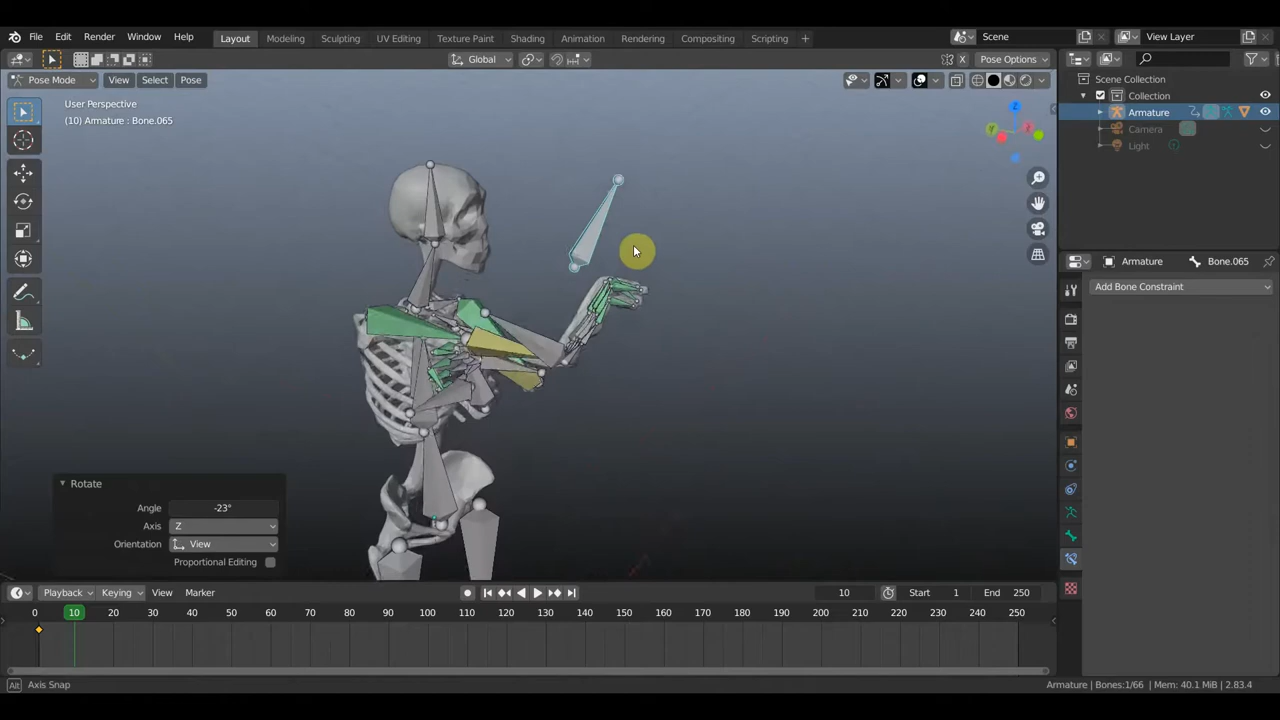 File Edit Render Window Help
Layout Modeling Sculpting UV Editing Texture Paint Shading Animation Rendering Compositing Scripting +
Scene View Layer
Global X Pose Options
Pose Mode View Select Pose
User Perspective
(10) Armature : Bone.065
Z
Y
X
Scene Collection
Collection
Armature
Camera
Light
Armature Bone.065
Add Bone Constraint
Rotate
Angle -23°
Axis Z
Orientation View
Proportional Editing
Playback Keying View Marker 10 Start 1 End 250
0 10 20 30 40 50 60 70 80 90 100 110 120 130 140 150 160 170 180 190 200 210 220 230 240 250
Alt Axis Snap
Armature | Bones:1/66 | Mem: 40.1 MiB | 2.83.4